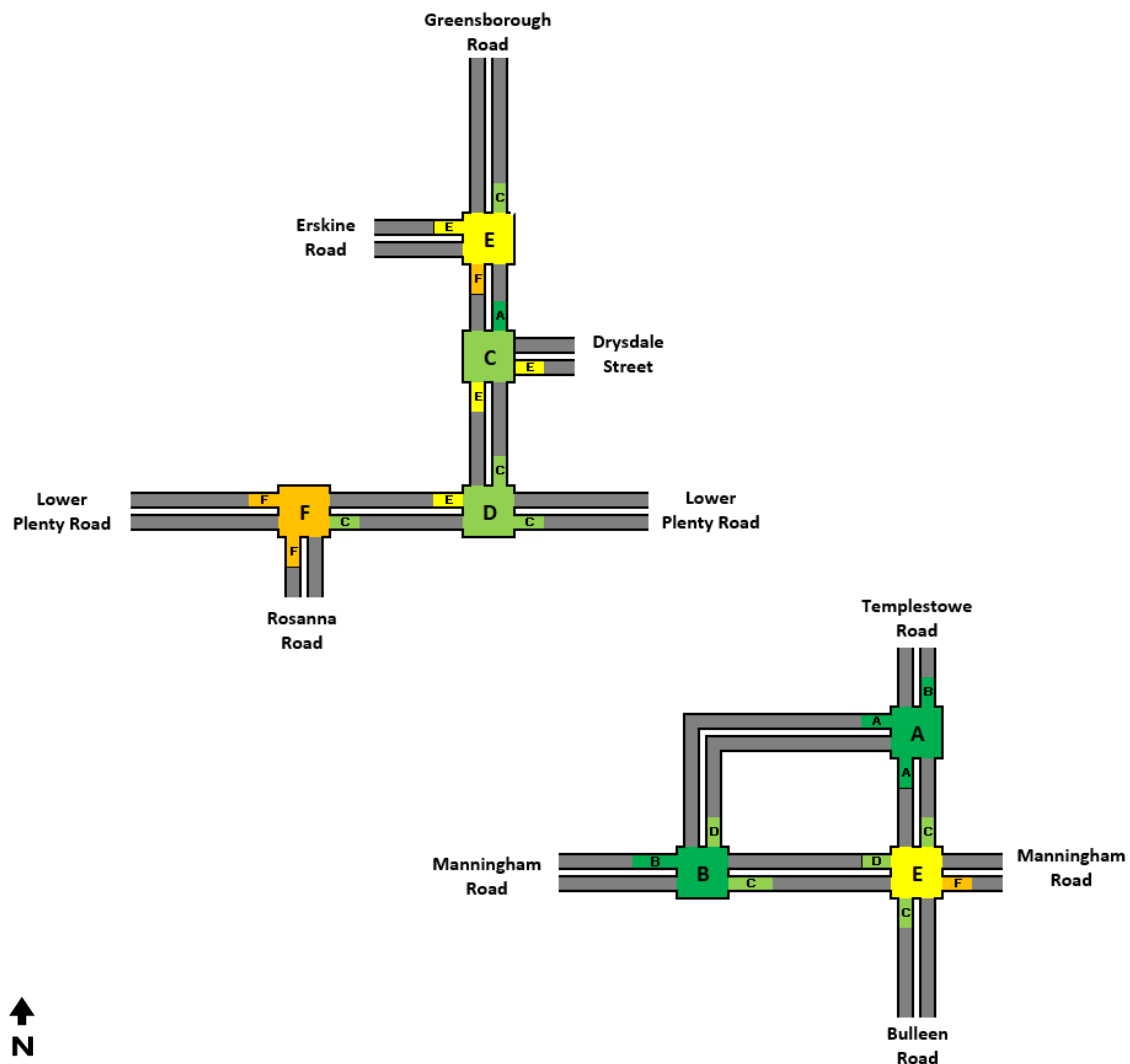 Greensborough
Road
C
Erskine
Road
E
E
F
A
C
Drysdale
Street
E
E
C
Lower
Plenty Road
F
F
C
F
E
D
C
Lower
Plenty Road
Rosanna
Road
Templestowe
Road
B
A
A
A
D
C
Manningham
Road
B
B
C
D
E
F
C
Manningham
Road
Bulleen
Road
N